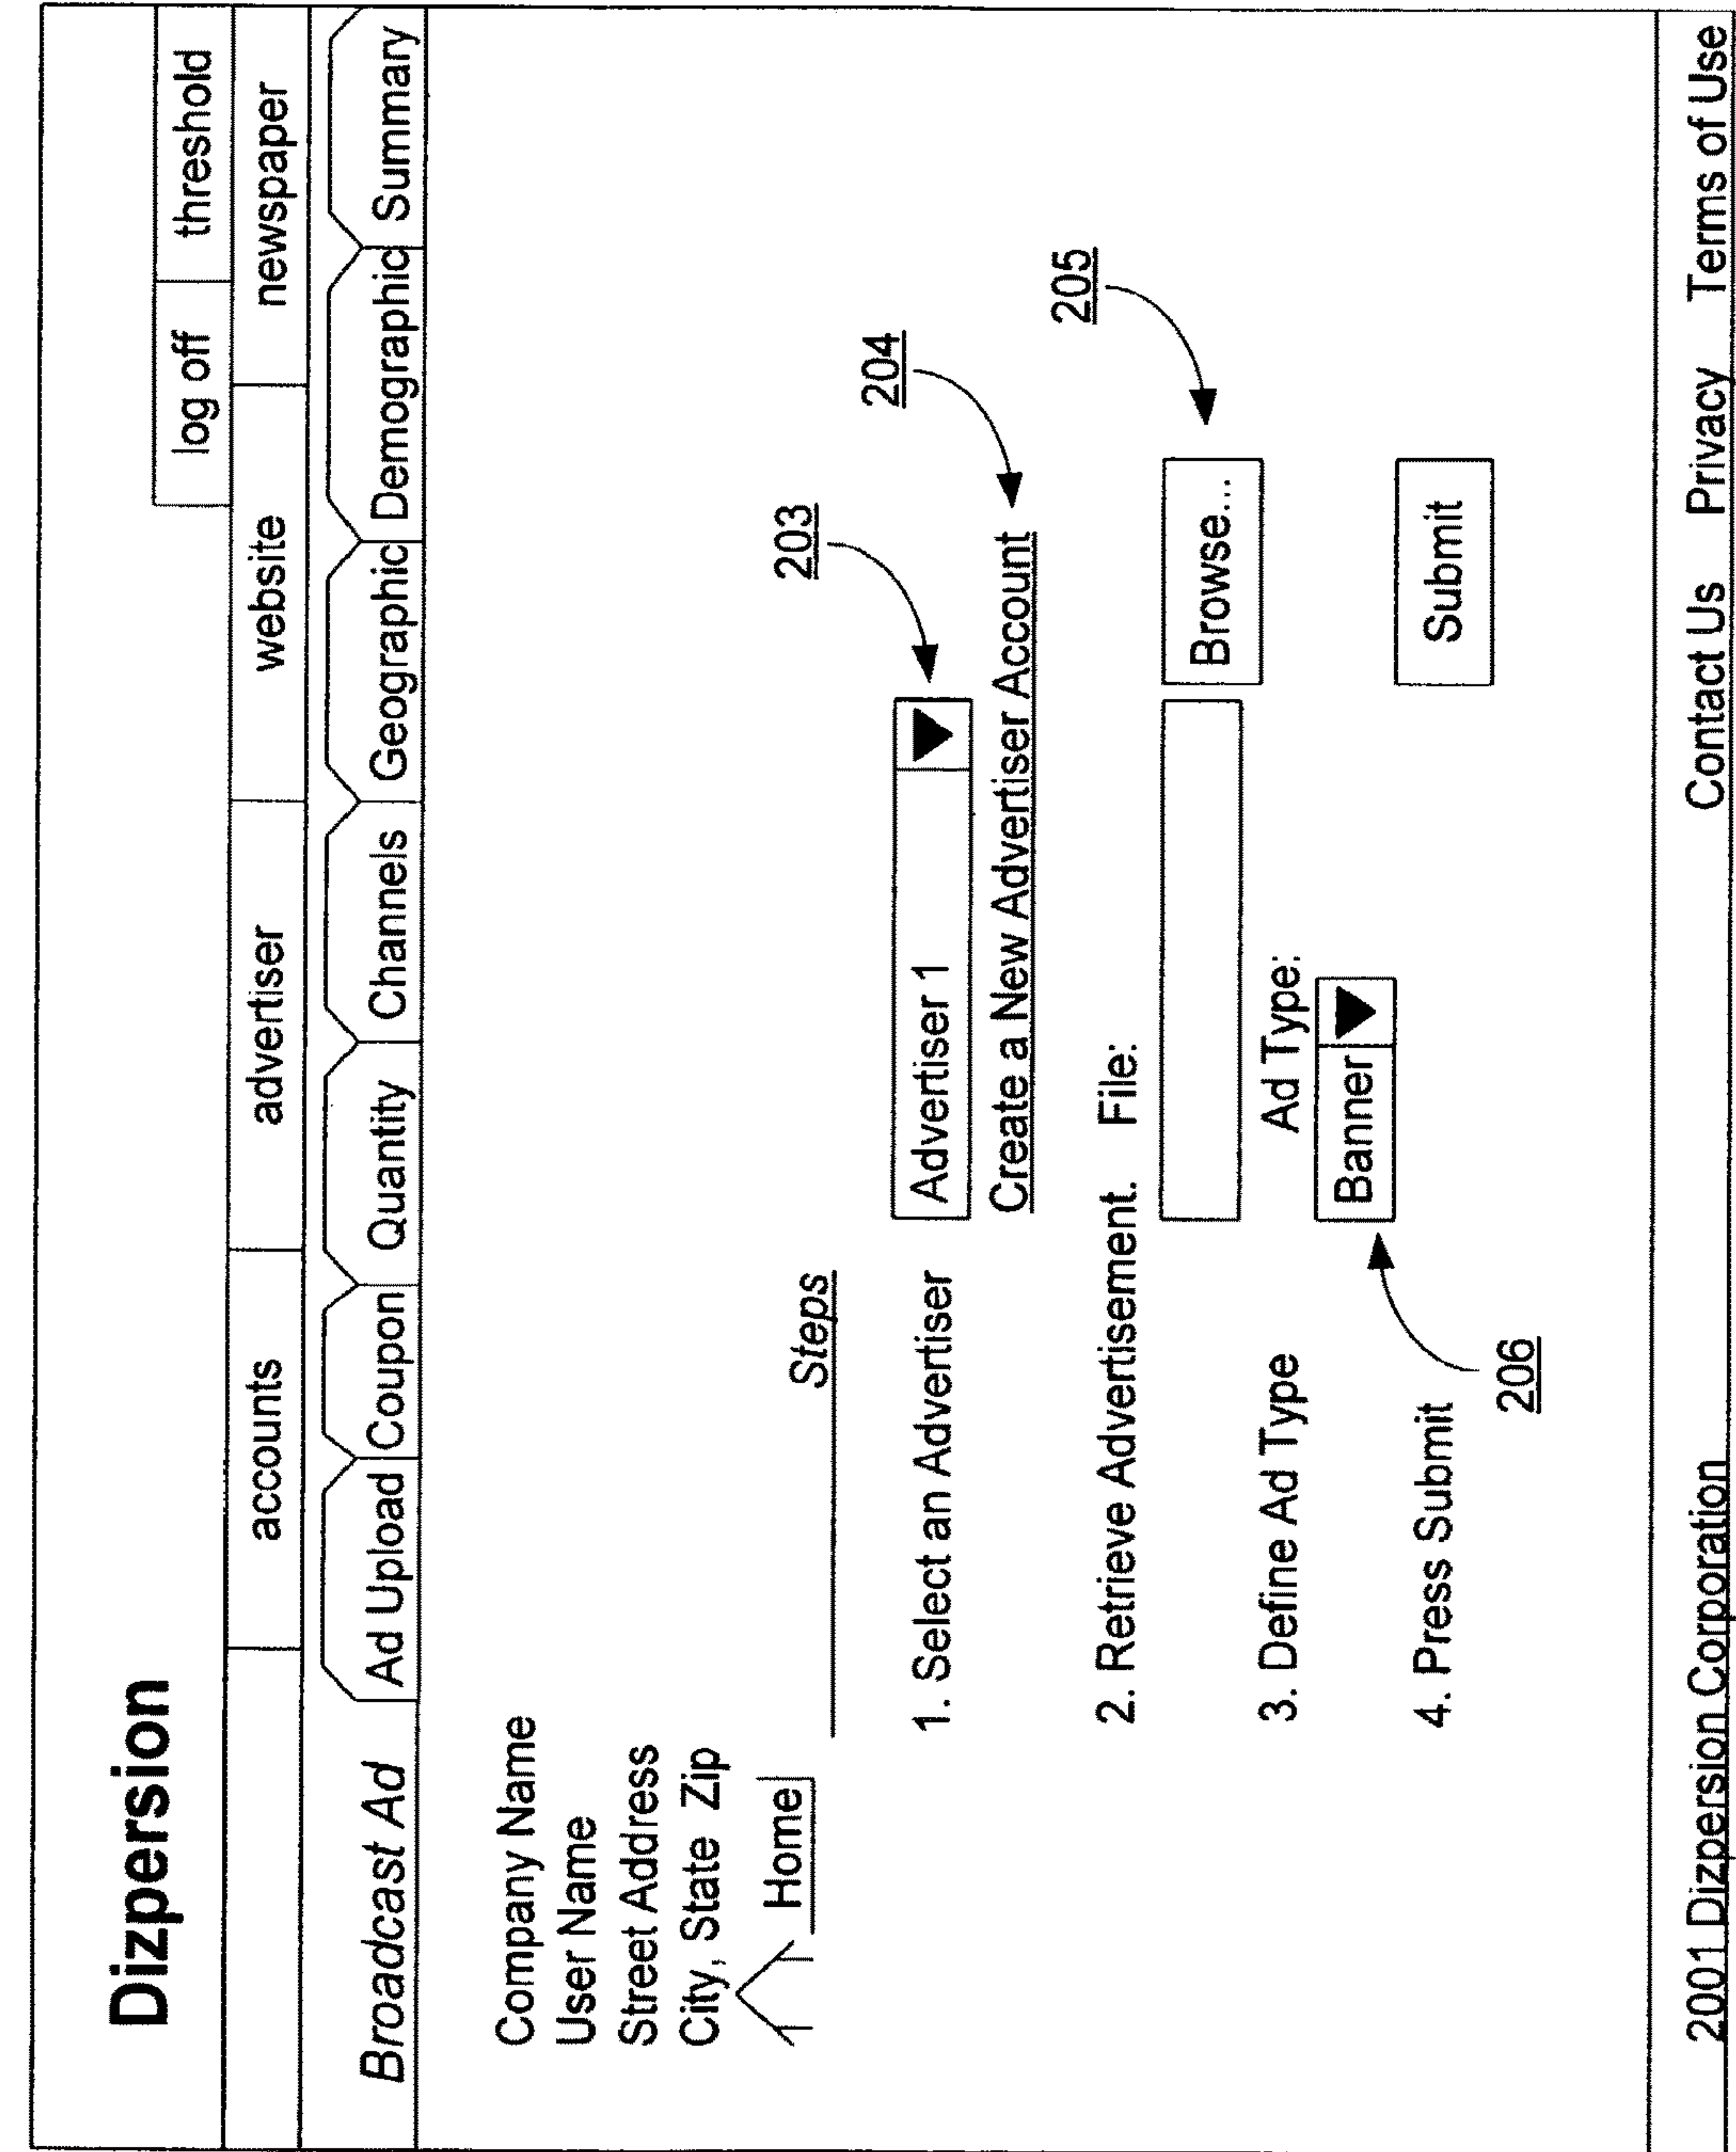 Dizpersion
log off threshold
accounts advertiser website newspaper
Broadcast Ad Ad Upload Coupon Quantity Channels Geographic Demographic Summary
Company Name
User Name
Street Address
City, State Zip
Home
Steps
203
1. Select an Advertiser Advertiser 1
204
Create a New Advertiser Account
205
2. Retrieve Advertisement. File:
Browse...
3. Define Ad Type Ad Type:
Banner
4. Press Submit Submit
206
2001 Dizpersion Corporation Contact Us Privacy Terms of Use